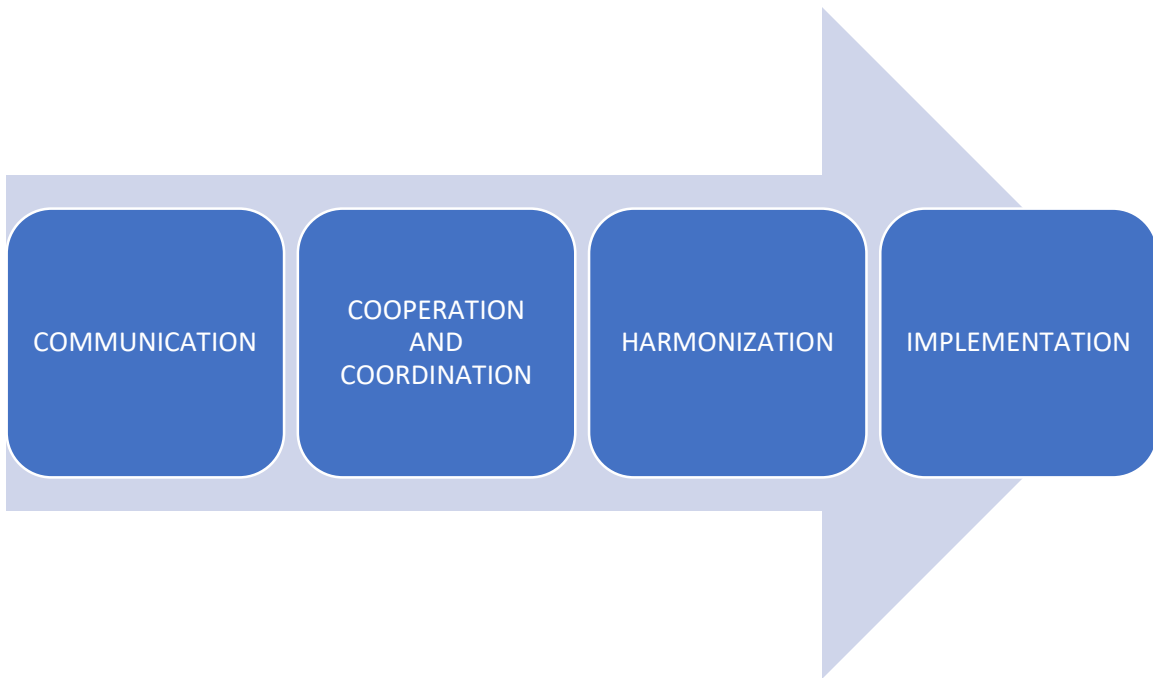 COMMUNICATION
COOPERATION
AND
COORDINATION
HARMONIZATION
IMPLEMENTATION